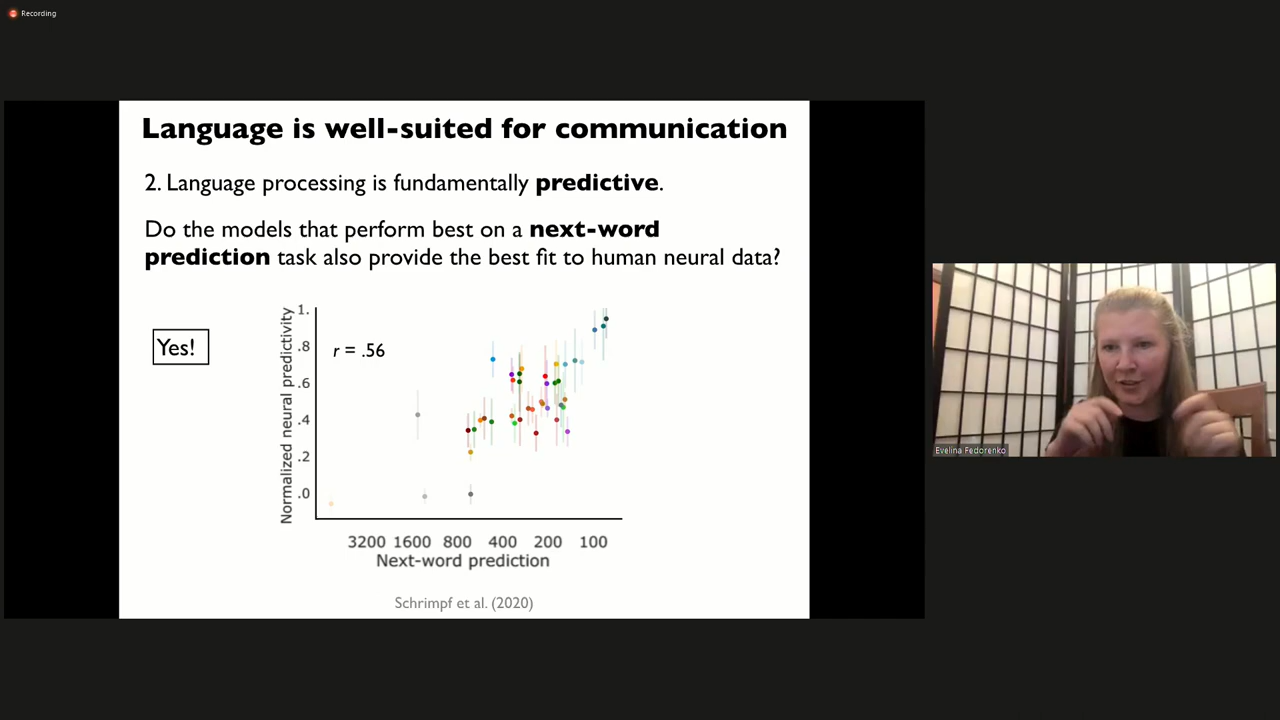 Recording
Language is well-suited for communication
2. Language processing is fundamentally predictive.
Do the models that perform best on a next-word
prediction task also provide the best fit to human neural data?
Yes!
Normalized neural predictivity
1.
.8
.6
.4
.2
.0
r = .56
3200 1600 800 400 200 100
Next-word prediction
Schrimpf et al. (2020)
Evelina Fedorenko